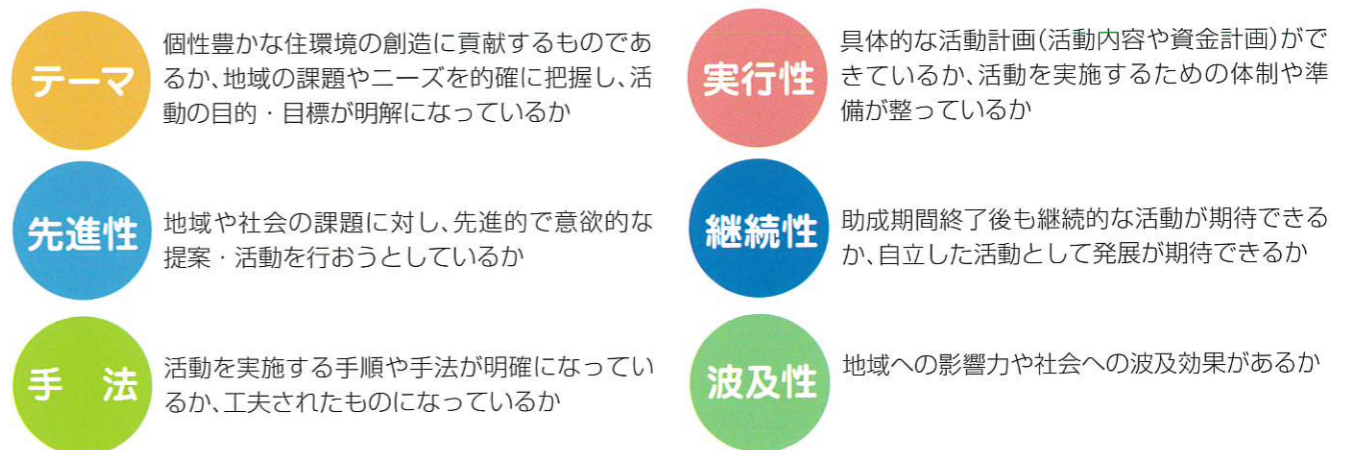 テーマ
個性豊かな住環境の創造に貢献するものであ
るか、地域の課題やニーズを的確に把握し、活
動の目的・目標が明解になっているか
先進性
地域や社会の課題に対し、先進的で意欲的な
提案・活動を行おうとしているか
手　法
活動を実施する手順や手法が明確になってい
るか、工夫されたものになっているか
実行性
具体的な活動計画(活動内容や資金計画)がで
きているか、活動を実施するための体制や準
備が整っているか
継続性
助成期間終了後も継続的な活動が期待できる
か、自立した活動として発展が期待できるか
波及性
地域への影響力や社会への波及効果があるか